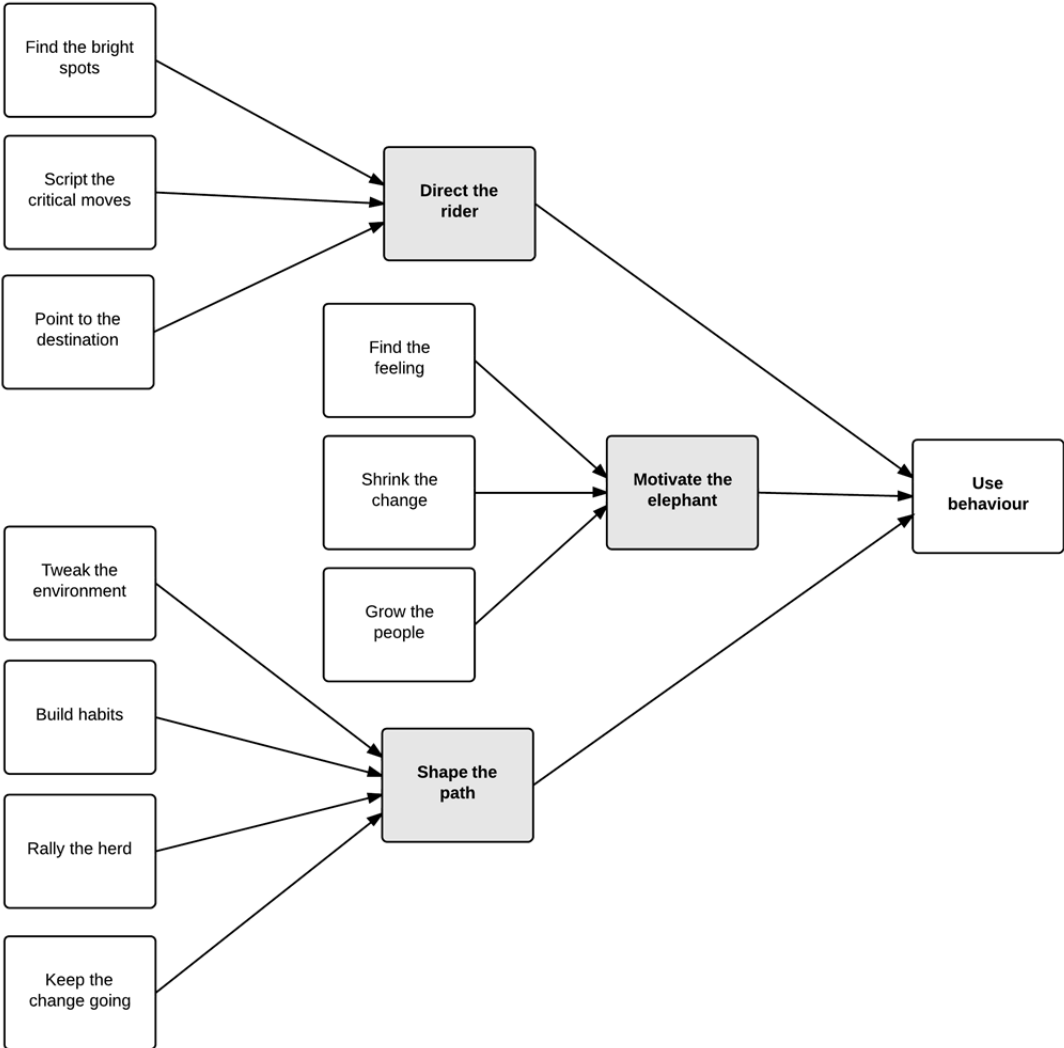 Find the bright
spots
Script the
critical moves
Point to the
destination
Direct the
rider
Find the
feeling
Shrink the
change
Grow the
people
Motivate the
elephant
Use
behaviour
Tweak the
environment
Build habits
Rally the herd
Keep the
change going
Shape the
path